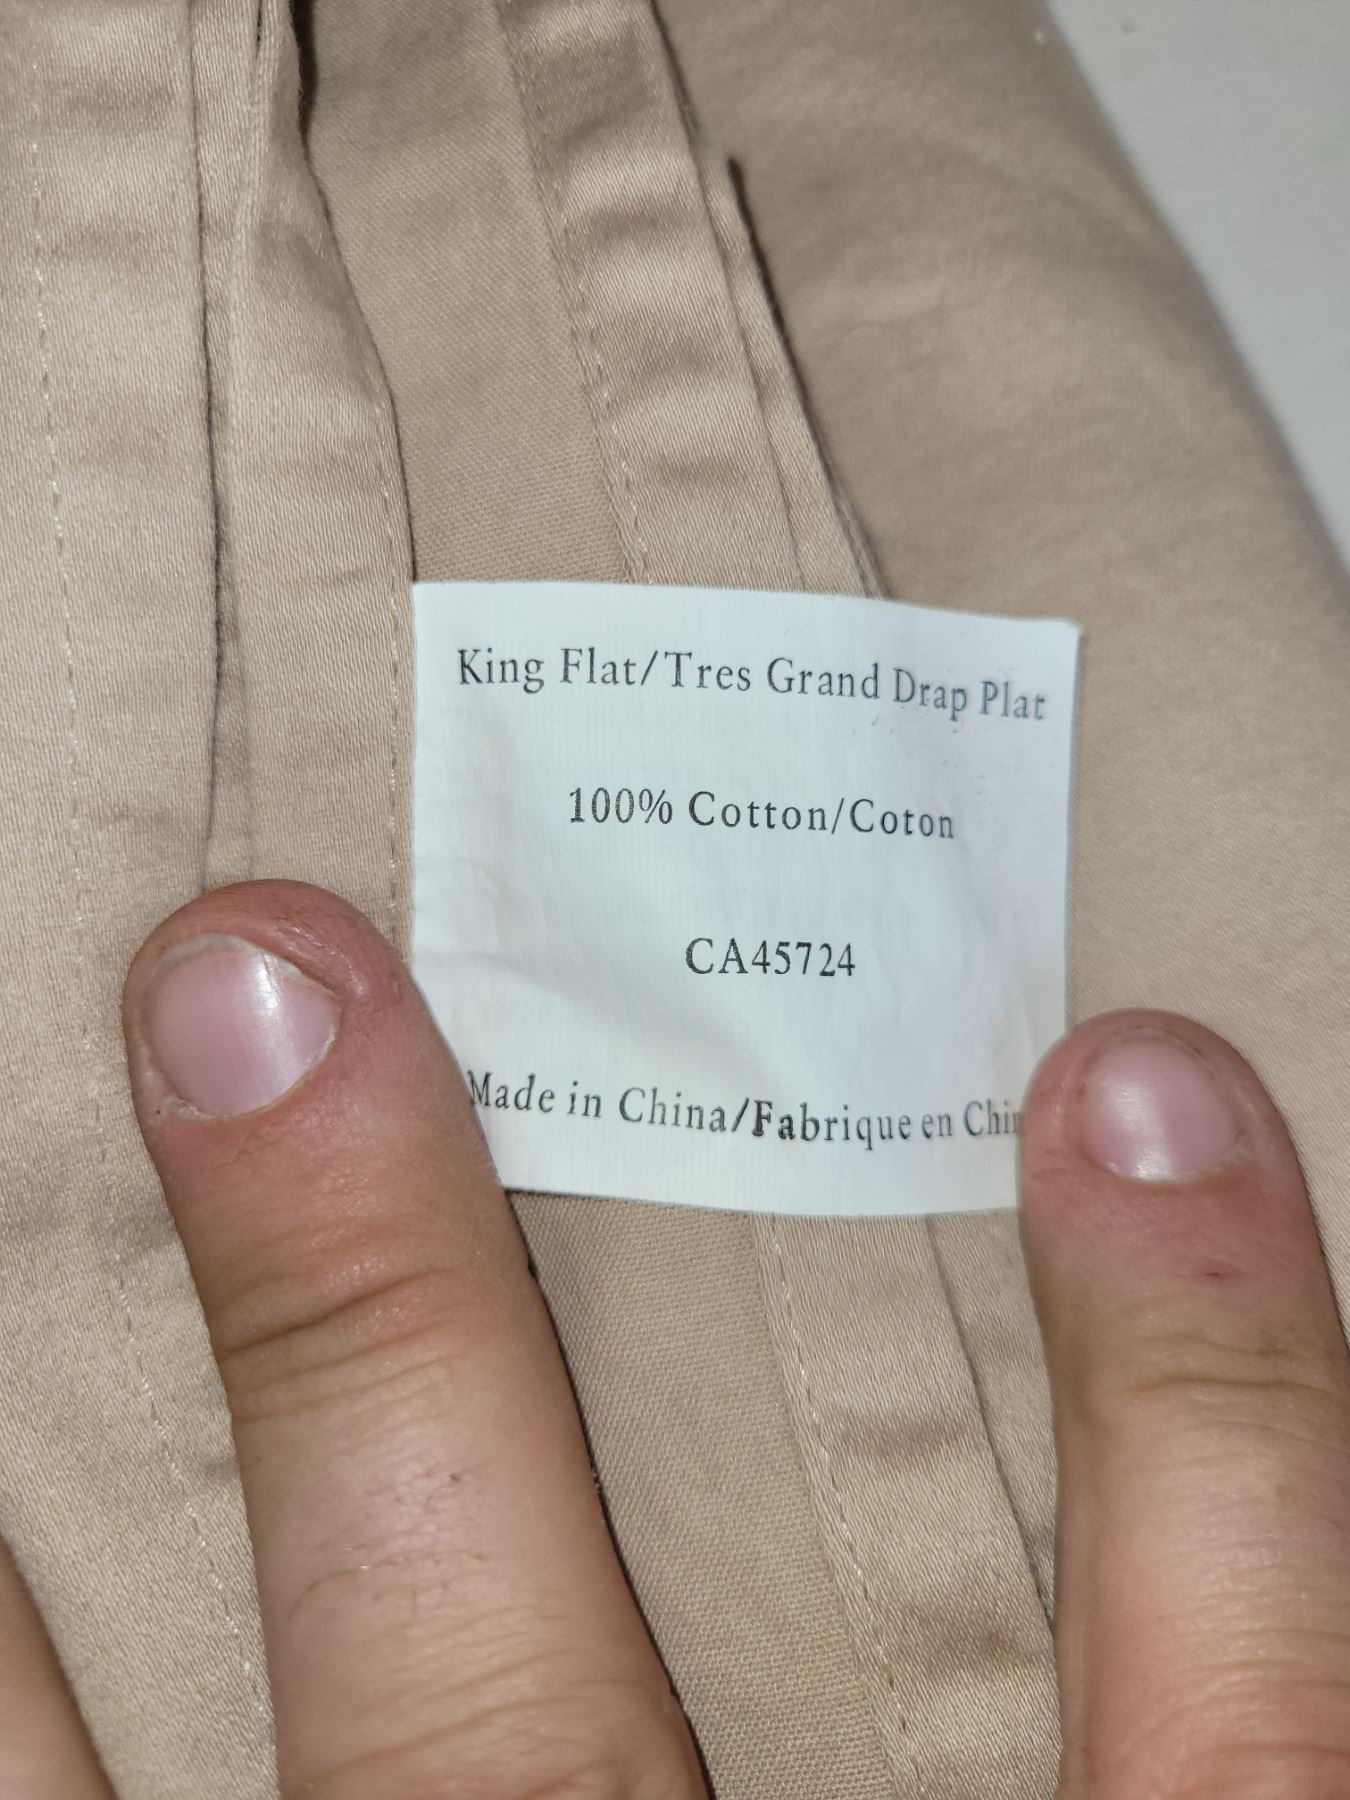 King Flat/Tres Grand Drap Plat
100% Cotton/Coton
CA45724
Made in China/Fabrique en